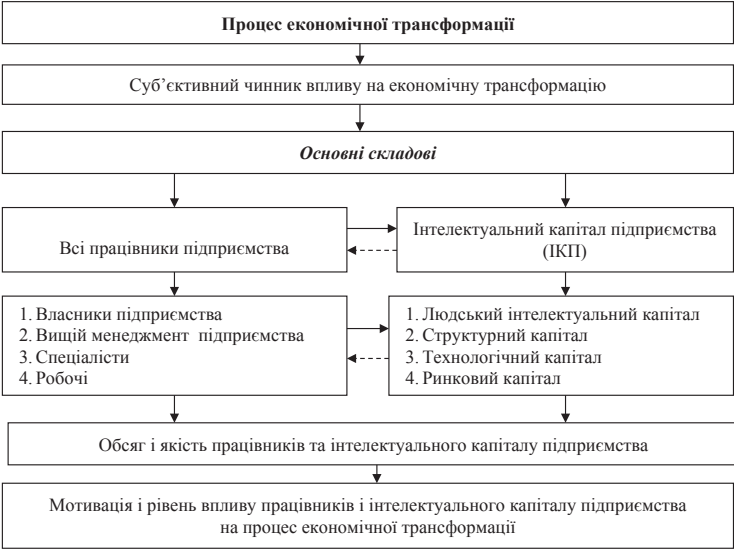 Процес економічної трансформації
Суб’єктивний чинник впливу на економічну трансформацію
Основні складові
Всі працівники підприємства
Інтелектуальний капітал підприємства
(ІКП)
1. Власники підприємства
2. Вищій менеджмент підприємства
3. Спеціалісти
4. Робочі
1. Людський інтелектуальний капітал
2. Структурний капітал
3. Технологічний капітал
4. Ринковий капітал
Обсяг і якість працівників та інтелектуального капіталу підприємства
Мотивація і рівень впливу працівників і інтелектуального капіталу підприємства
на процес економічної трансформації